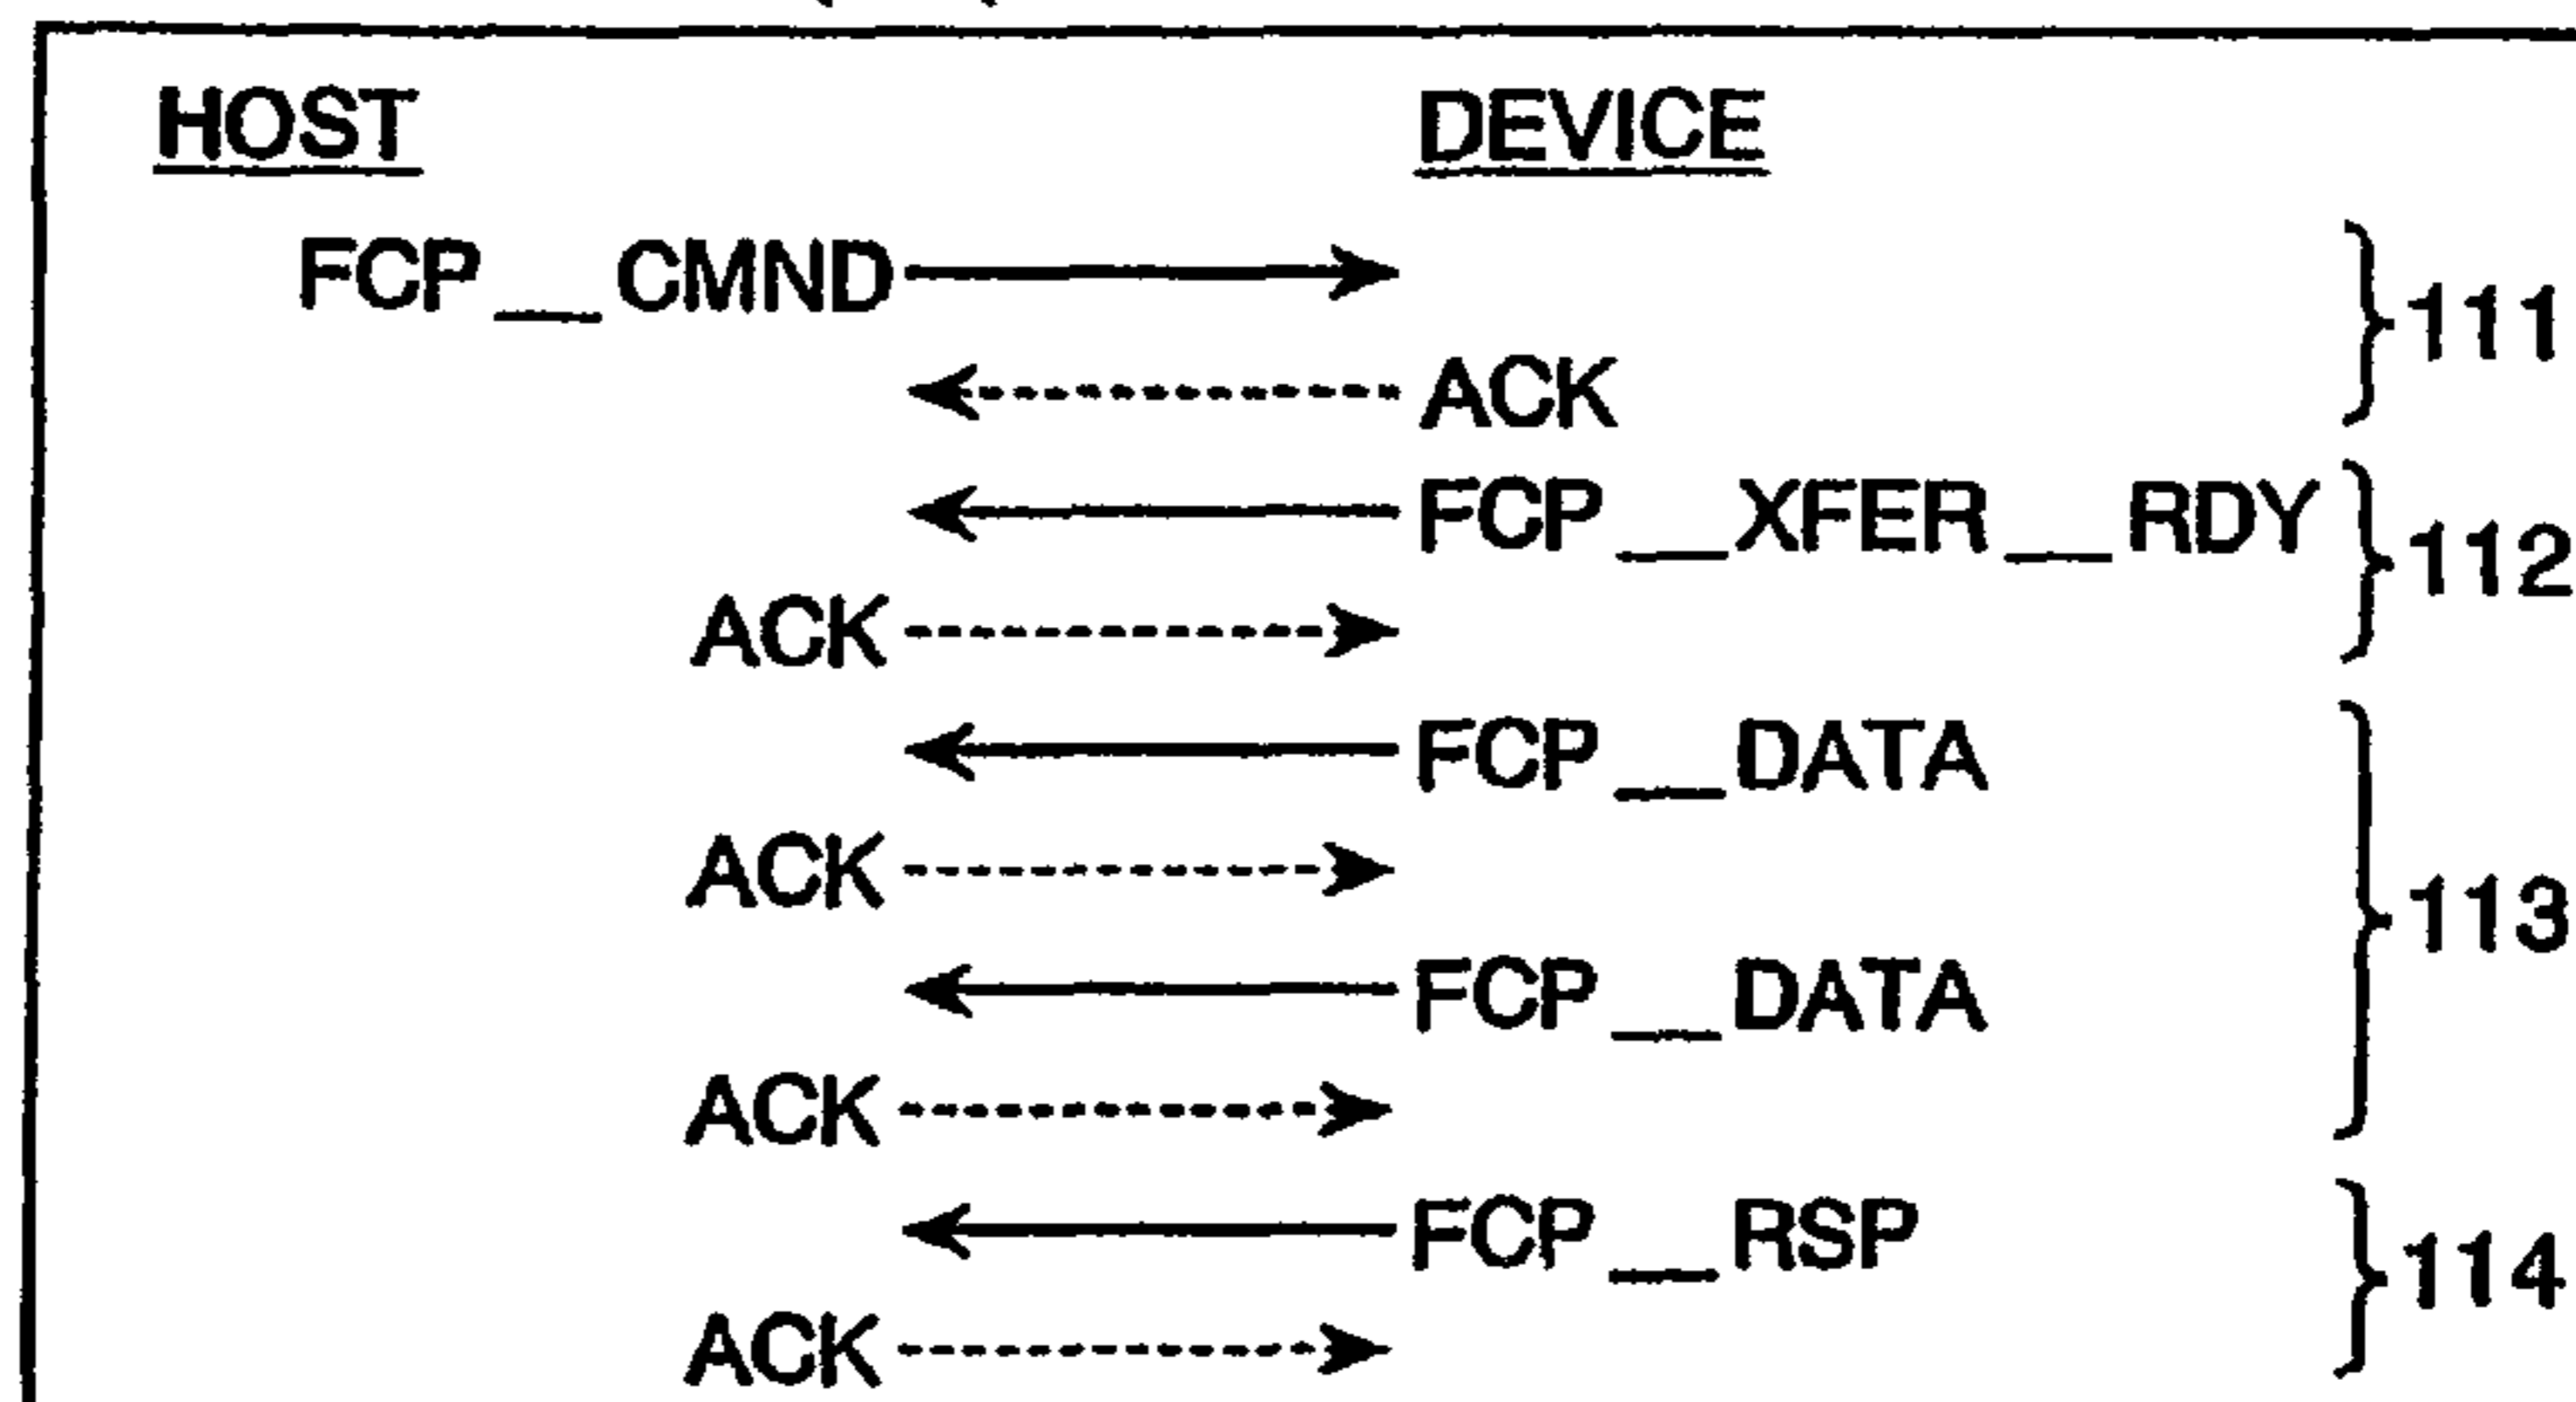 HOST DEVICE
FCP__CMND
111
ACK
FCP__XFER__RDY
112
ACK
FCP__DATA
ACK
113
FCP__DATA
ACK
FCP__RSP
114
ACK